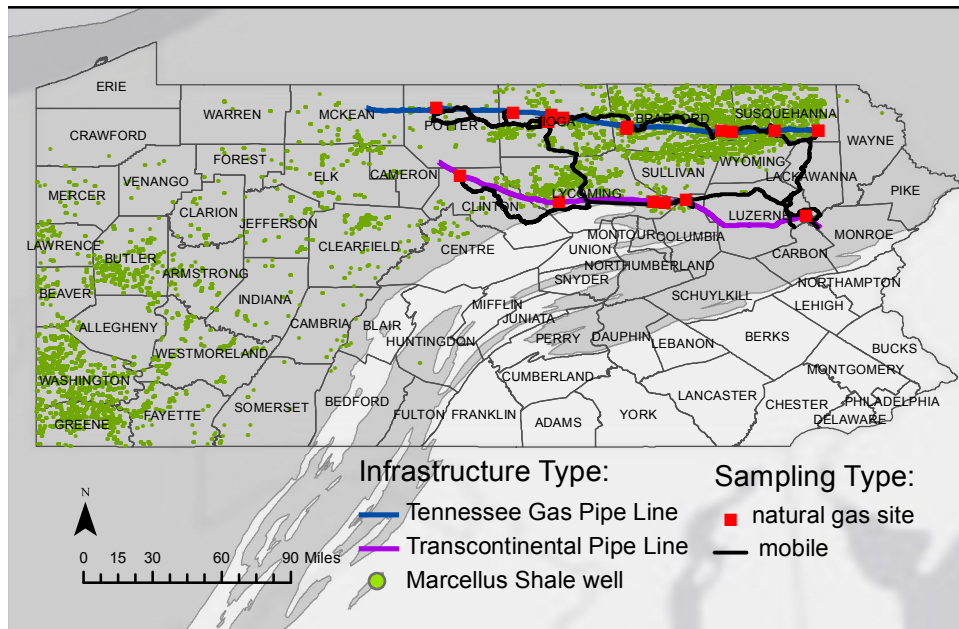 ERIE
WARREN
MCKEAN
POTTER
TIOGA
BRADFORD
SUSQUEHANNA
CRAWFORD
WAYNE
FOREST
WYOMING
ELK
CAMERON
SULLIVAN
LACKAWANNA
MERCER
VENANGO
PIKE
LYCOMING
CLARION
CLINTON
JEFFERSON
LUZERNE
LAWRENCE
CLEARFIELD
MONTOUR
COLUMBIA
MONROE
CENTRE
UNION
BUTLER
CARBON
ARMSTRONG
NORTHUMBERLAND
SNYDER
NORTHAMPTON
BEAVER
INDIANA
SCHUYLKILL
MIFFLIN
LEHIGH
JUNIATA
ALLEGHENY
CAMBRIA
BLAIR
HUNTINGDON
PERRY
DAUPHIN
LEBANON
BERKS
BUCKS
WESTMORELAND
WASHINGTON
CUMBERLAND
MONTGOMERY
LANCASTER
BEDFORD
SOMERSET
PHILADELPHIA
CHESTER
FAYETTE
FULTON
FRANKLIN
YORK
DELAWARE
GREENE
ADAMS
Infrastructure Type:
Tennessee Gas Pipe Line
Transcontinental Pipe Line
Marcellus Shale well
Sampling Type:
natural gas site
mobile
N
0 15 30 60 90 Miles